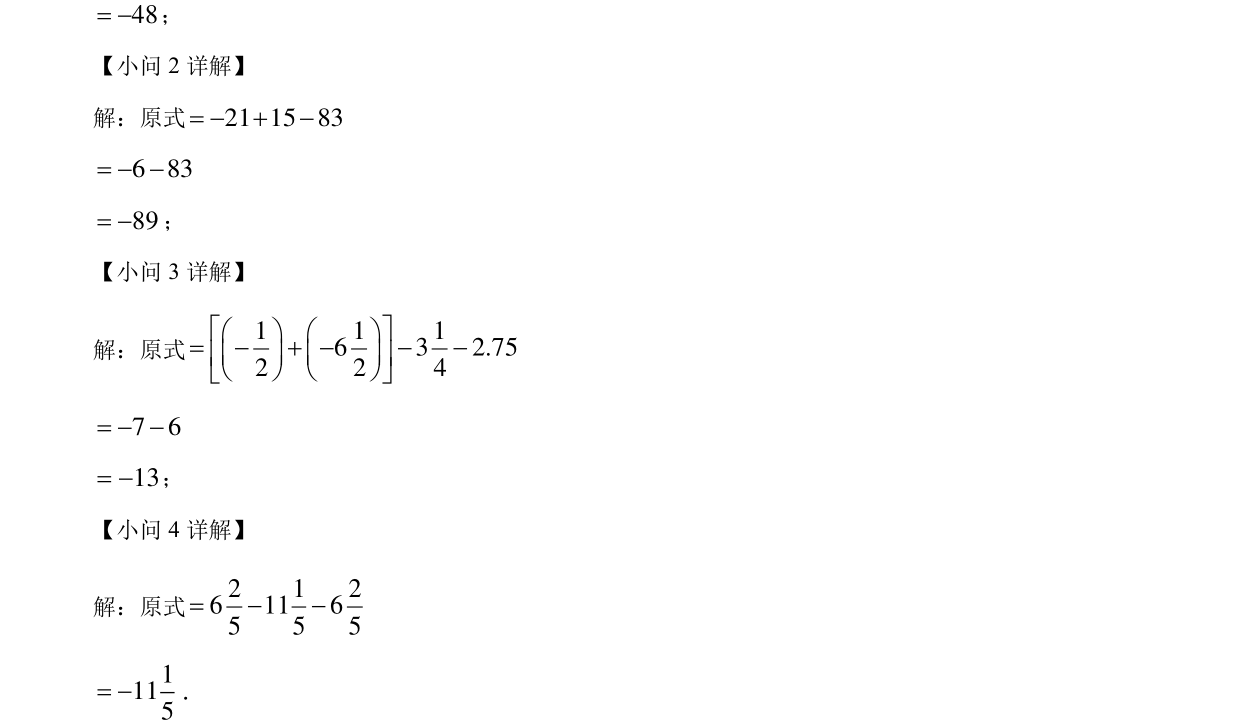 =−48；
【小问 2 详解】
解：原式=−21+15−83
=−6−83
=−89；
【小问 3 详解】
解：原式=[(−1/2)+(−6 1/2)]−3 1/4−2.75
=−7−6
=−13；
【小问 4 详解】
解：原式=6 2/5−11 1/5−6 2/5
=−11 1/5．